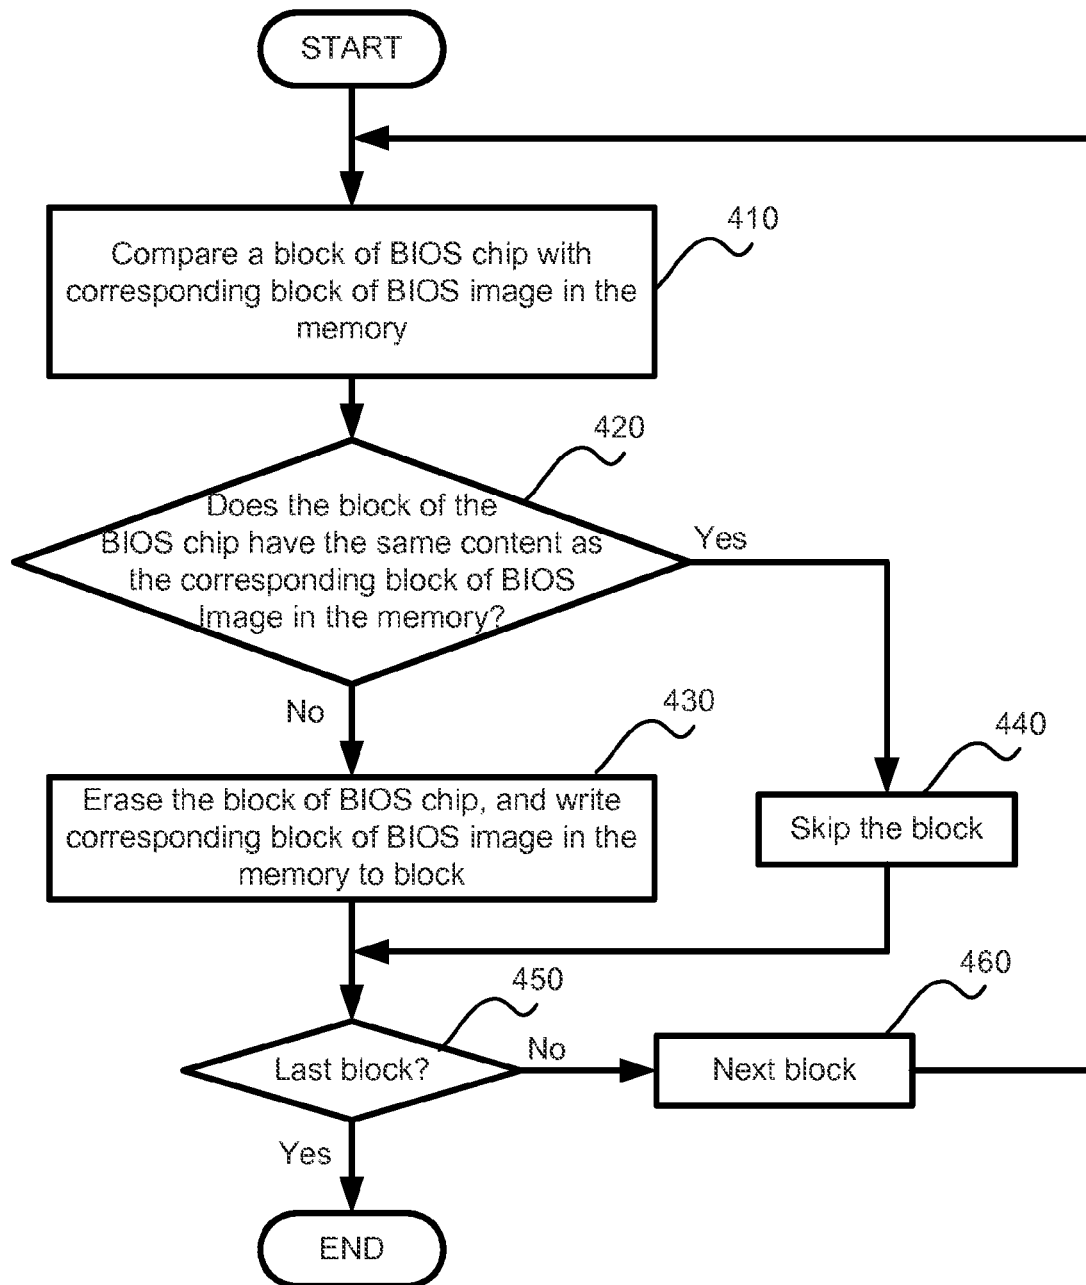 START
410
Compare a block of BIOS chip with
corresponding block of BIOS image in the
memory
420
Does the block of the
BIOS chip have the same content as
the corresponding block of BIOS
Image in the memory?
Yes
No
430
440
Erase the block of BIOS chip, and write
corresponding block of BIOS image in the
memory to block
Skip the block
450
460
Last block?
No
Next block
Yes
END